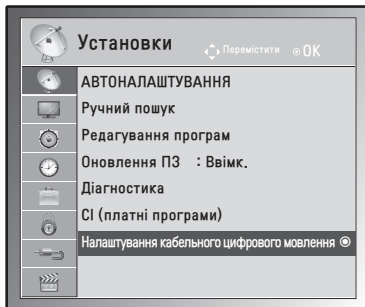 Установки Перемістити OK
АВТОНАЛАШТУВАННЯ
Ручний пошук
Редагування програм
Оновлення ПЗ : Ввімк.
Діагностика
CI (платні програми)
Налаштування кабельного цифрового мовлення